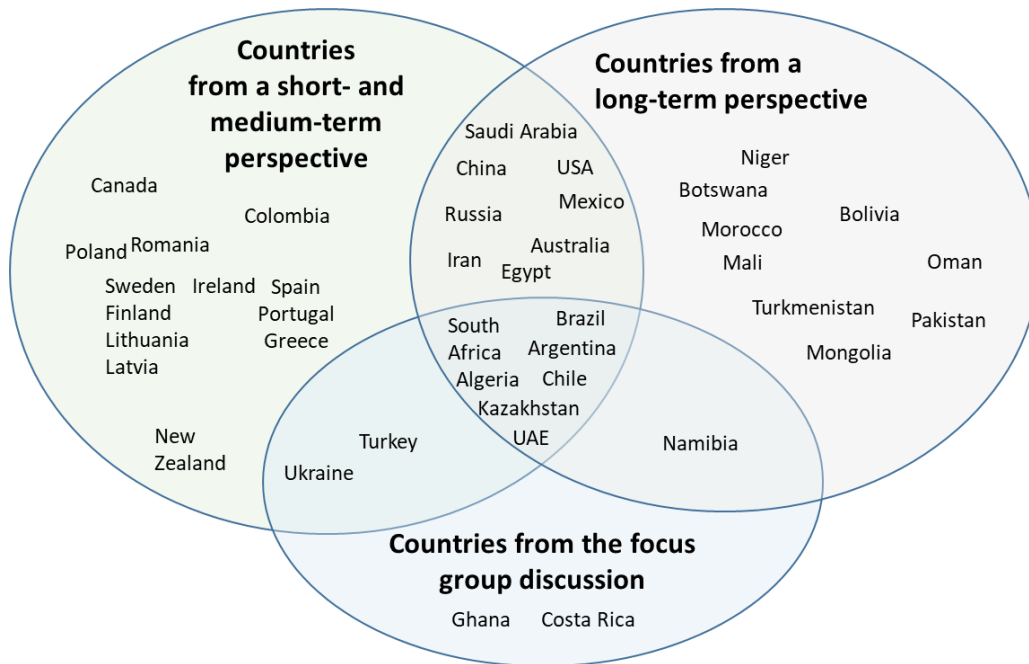 Countries
from a short- and
medium-term
perspective
Canada
Colombia
Poland
Romania
Sweden
Ireland
Spain
Finland
Portugal
Lithuania
Greece
Latvia
New
Zealand
Saudi Arabia
China
USA
Mexico
Russia
Australia
Iran
Egypt
Countries from a
long-term perspective
Niger
Botswana
Bolivia
Morocco
Mali
Oman
Turkmenistan
Pakistan
Mongolia
South
Africa
Brazil
Argentina
Algeria
Chile
Kazakhstan
UAE
Turkey
Ukraine
Namibia
Countries from the focus
group discussion
Ghana
Costa Rica